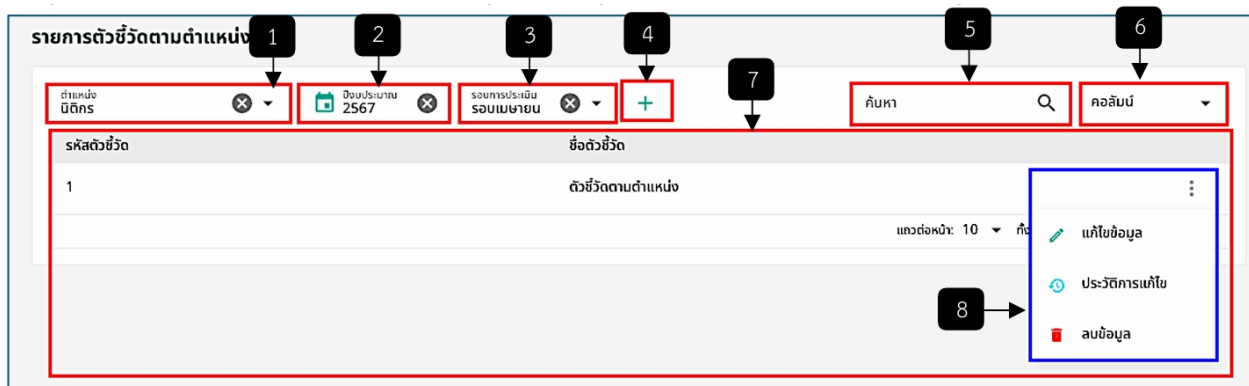 รายการตัวชี้วัดตามตำแหน่ง
1
2
3
4
5
6
7
ตำแหน่ง
นิติกร
ปีงบประมาณ
2567
รอบการประเมิน
รอบเมษายน
ค้นหา
คอลัมน์
รหัสตัวชี้วัด ชื่อตัวชี้วัด
1 ตัวชี้วัดตามตำแหน่ง
แถวต่อหน้า: 10
แก้ไขข้อมูล
ประวัติการแก้ไข
8
ลบข้อมูล